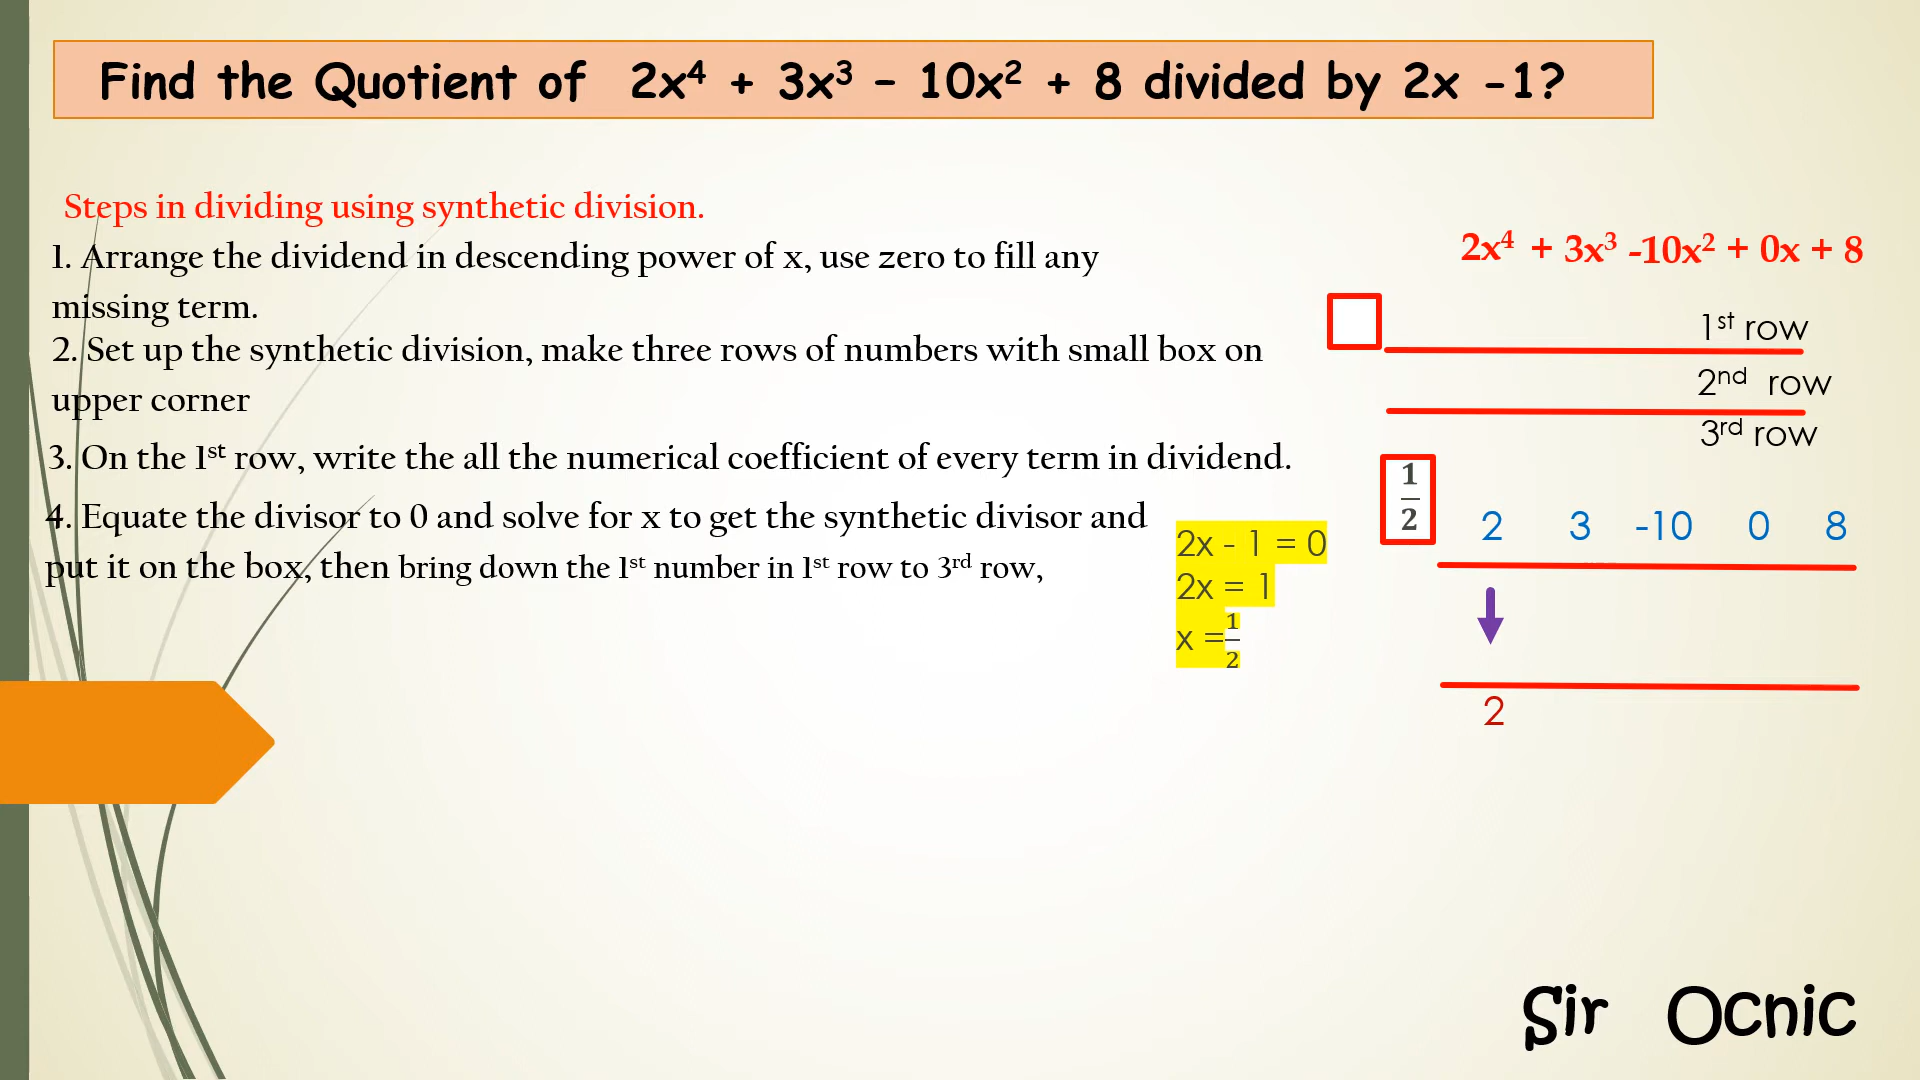 Find the Quotient of 2x⁴ + 3x³ – 10x² + 8 divided by 2x -1?
Steps in dividing using synthetic division.
1. Arrange the dividend in descending power of x, use zero to fill any
missing term.
2. Set up the synthetic division, make three rows of numbers with small box on
upper corner
3. On the 1ˢᵗ row, write the all the numerical coefficient of every term in dividend.
4. Equate the divisor to 0 and solve for x to get the synthetic divisor and
put it on the box, then bring down the 1ˢᵗ number in 1ˢᵗ row to 3ʳᵈ row,
2x - 1 = 0
2x = 1
x = 1/2
2x⁴ + 3x³ -10x² + 0x + 8
1ˢᵗ row
2ⁿᵈ row
3ʳᵈ row
1/2 2 3 -10 0 8
2
Sir Ocnic